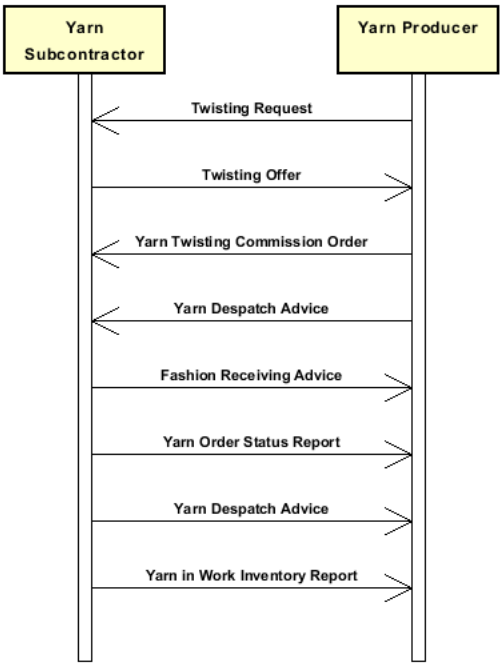 Yarn
Subcontractor
Yarn Producer
Twisting Request
Twisting Offer
Yarn Twisting Commission Order
Yarn Despatch Advice
Fashion Receiving Advice
Yarn Order Status Report
Yarn Despatch Advice
Yarn in Work Inventory Report